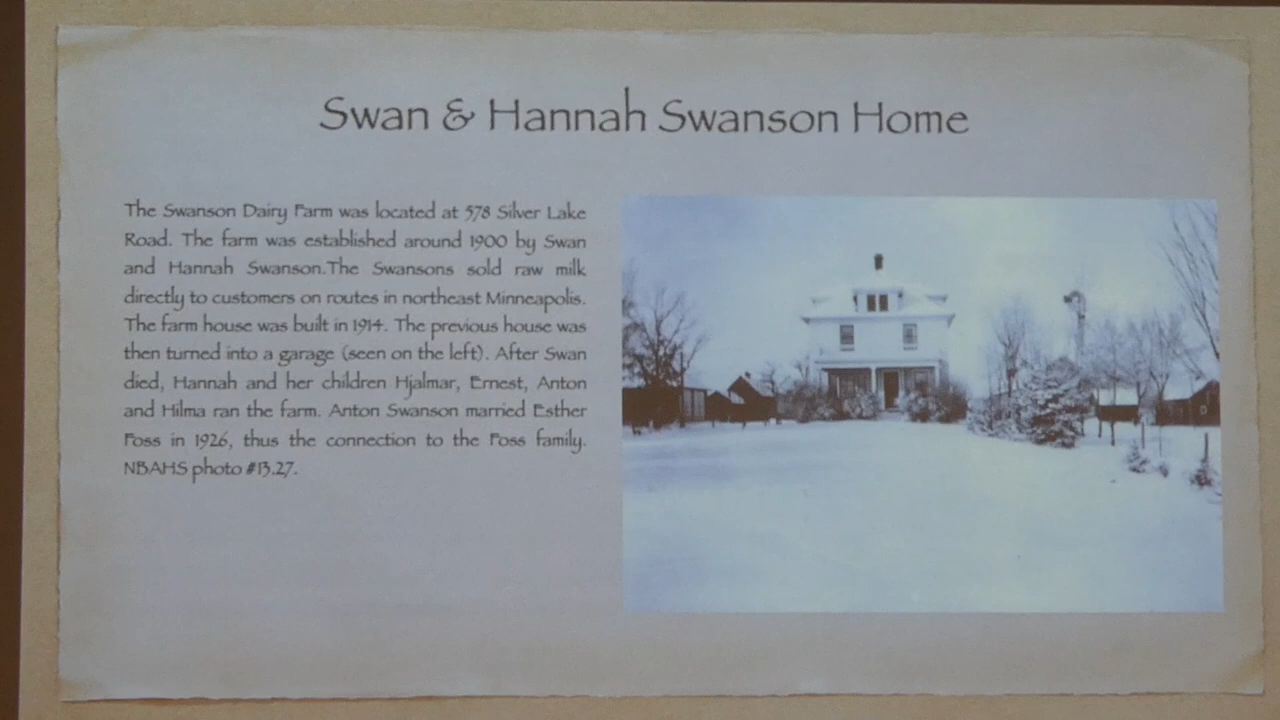 Swan & Hannah Swanson Home
The Swanson Dairy Farm was located at 578 Silver Lake
Road. The farm was established around 1900 by Swan
and Hannah Swanson.The Swansons sold raw milk
directly to customers on routes in northeast Minneapolis.
The farm house was built in 1914. The previous house was
then turned into a garage (seen on the left). After Swan
died, Hannah and her children Hjalmar, Ernest, Anton
and Hilma ran the farm. Anton Swanson married Esther
Foss in 1926, thus the connection to the Foss family.
NBAHS photo #13.27.